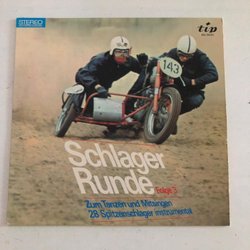 STEREO
tip
143
Schlager
Runde
Folge 3
Zum Tanzen und Mitsingen
28 Spitzenschlager instrumental